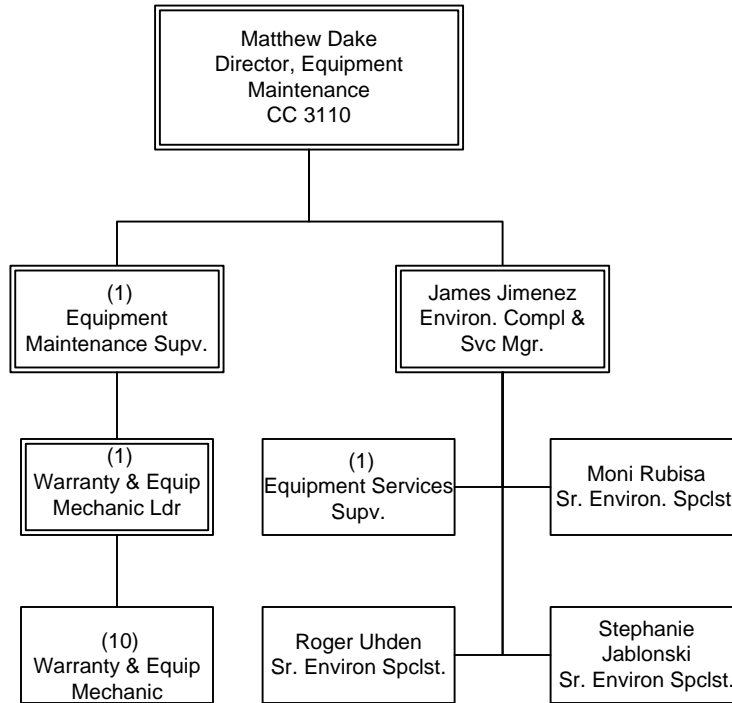 Matthew Dake
Director, Equipment
Maintenance
CC 3110
(1)
Equipment
Maintenance Supv.
James Jimenez
Environ. Compl &
Svc Mgr.
(1)
Warranty & Equip
Mechanic Ldr
(1)
Equipment Services
Supv.
Moni Rubisa
Sr. Environ. Spclst
(10)
Warranty & Equip
Mechanic
Roger Uhden
Sr. Environ Spclst.
Stephanie
Jablonski
Sr. Environ Spclst.